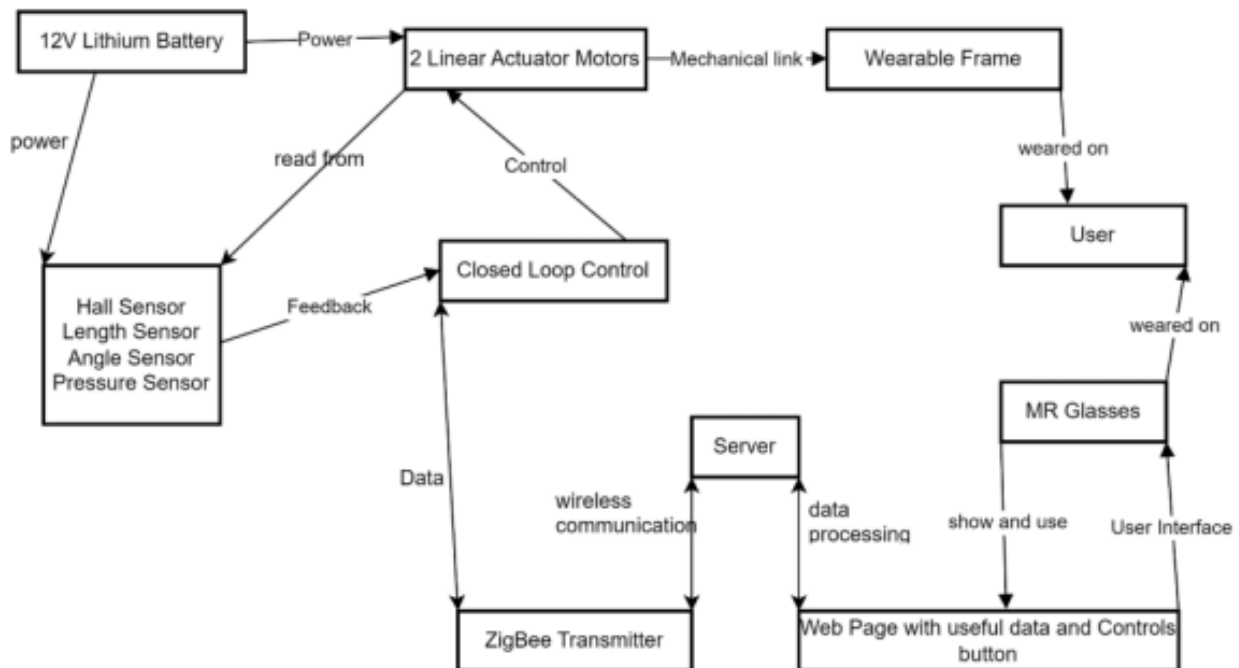 12V Lithium Battery
Power
2 Linear Actuator Motors
Mechanical link
Wearable Frame
power
read from
Control
weared on
User
Closed Loop Control
Hall Sensor
Length Sensor
Angle Sensor
Pressure Sensor
Feedback
weared on
MR Glasses
Server
Data
wireless
communication
data
processing
show and use
User Interface
ZigBee Transmitter
Web Page with useful data and Controls
button